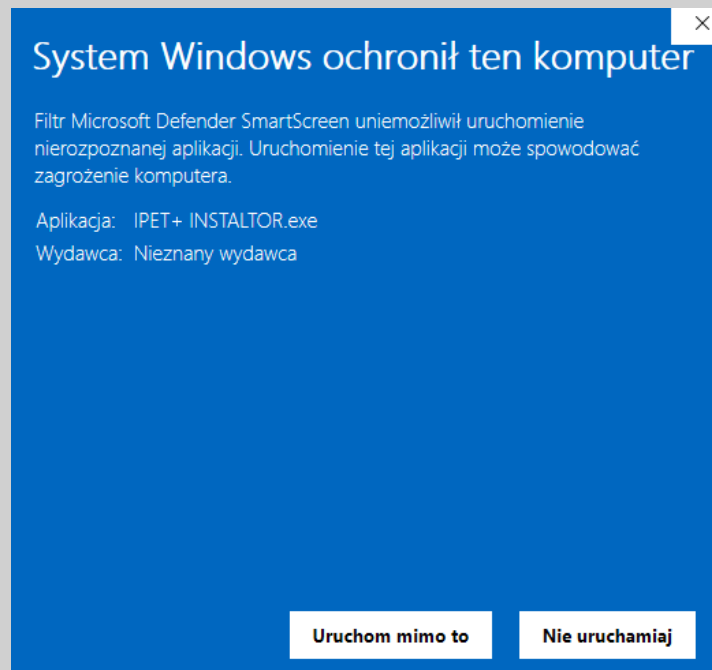 System Windows ochronił ten komputer
Filtr Microsoft Defender SmartScreen uniemożliwił uruchomienie
nierozpoznanej aplikacji. Uruchomienie tej aplikacji może spowodować
zagrożenie komputera.
Aplikacja: IPET+ INSTALTOR.exe
Wydawca: Nieznany wydawca
Uruchom mimo to Nie uruchamiaj